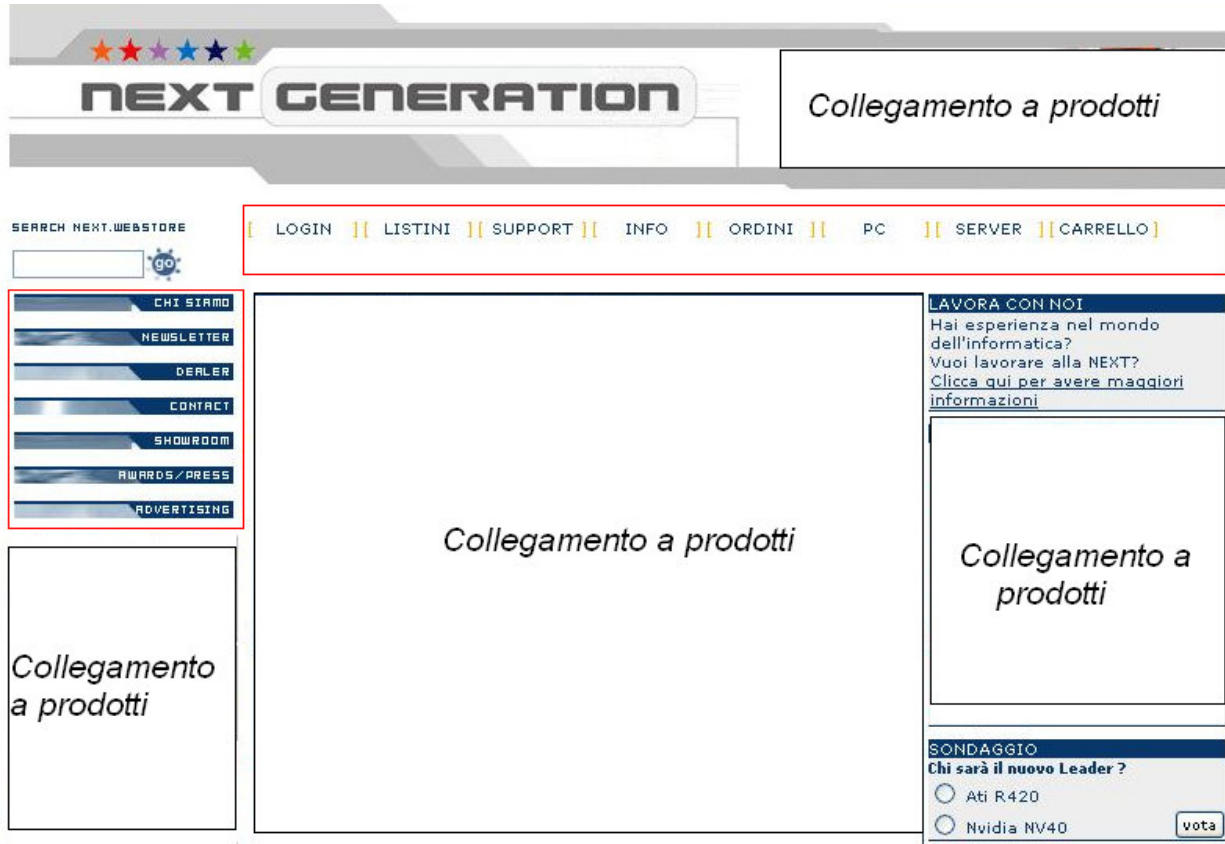 NEXT GENERATION
Collegamento a prodotti
SEARCH NEXT.WEBSTORE
go
[ LOGIN ][ LISTINI ][ SUPPORT ][ INFO ][ ORDINI ][ PC ][ SERVER ][ CARRELLO ]
CHI SIAMO
NEWSLETTER
DEALER
CONTACT
SHOWROOM
AWARDS/PRESS
ADVERTISING
Collegamento
a prodotti
Collegamento a prodotti
LAVORA CON NOI
Hai esperienza nel mondo
dell'informatica?
Vuoi lavorare alla NEXT?
Clicca qui per avere maggiori
informazioni
Collegamento a
prodotti
SONDAGGIO
Chi sarà il nuovo Leader ?
Ati R420
Nvidia NV40
vota